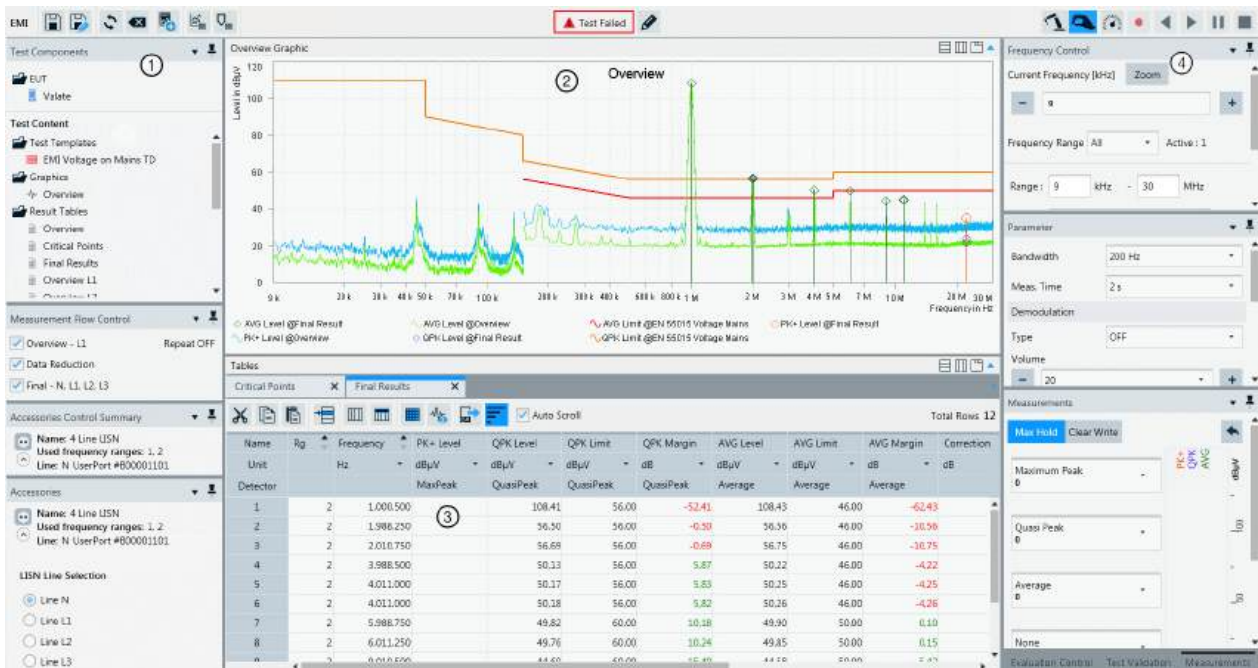 EMI
Test Failed
Test Components
1
EUT
Valate
Test Content
Test Templates
EMI Voltage on Mains TD
Graphics
Overview
Result Tables
Overview
Critical Points
Final Results
Overview L1
Measurement Flow Control
Overview - L1 Repeat OFF
Data Reduction
Final - N, L1, L2, L3
Accessories Control Summary
Name: 4 Line LISN
Used frequency ranges: 1, 2
Line: N UserPort #800001101
Accessories
Name: 4 Line LISN
Used frequency ranges: 1, 2
Line: N UserPort #800001101
LISN Line Selection
Line N
Line L1
Line L2
Line L3
Overview Graphic
2
Overview
Level in dBµV
120
100
80
60
40
20
0
9 k 20 k 30 k 40 k 50 k 70 k 100 k 200 k 300 k 400 k 500 k 800 k 1 M 2 M 3 M 4 M 5 M 7 M 10 M 20 M 30 M
Frequency in Hz
AVG Level @Final Result AVG Level @Overview AVG Limit @EN 55015 Voltage Mains PK+ Level @Final Result
PK+ Level @Overview QPK Level @Final Result QPK Limit @EN 55015 Voltage Mains
Tables
Critical Points X Final Results X
Auto Scroll Total Rows 12
Name Rg Frequency PK+ Level QPK Level QPK Limit QPK Margin AVG Level AVG Limit AVG Margin Correction
Unit Hz dBµV dBµV dBµV dB dBµV dBµV dB dB
Detector MaxPeak QuasiPeak QuasiPeak QuasiPeak Average Average Average
3
1 2 1.000.500 108.41 56.00 -52.41 108.43 46.00 -62.43
2 2 1.988.250 56.50 56.00 -0.50 56.56 46.00 -10.56
3 2 2.010.750 56.69 56.00 -0.69 56.75 46.00 -10.75
4 2 3.988.500 50.13 56.00 5.87 50.22 46.00 -4.22
5 2 4.011.000 50.17 56.00 5.83 50.25 46.00 -4.25
6 2 4.011.000 50.18 56.00 5.82 50.26 46.00 -4.26
7 2 5.988.750 49.82 60.00 10.18 49.90 50.00 0.10
8 2 6.011.250 49.76 60.00 10.24 49.85 50.00 0.15
Frequency Control
4
Current Frequency [kHz] Zoom
- 9 +
Frequency Range All Active : 1
Range : 9 kHz - 30 MHz
Parameter
Bandwidth 200 Hz
Meas. Time 2 s
Demodulation
Type OFF
Volume
- 20 +
Measurements
Max Hold Clear Write
PK+
QPK
AVG
dBµV
Maximum Peak
0
Quasi Peak
0
Average
0
None
100
50
Evaluation Control Test Validation Measurements